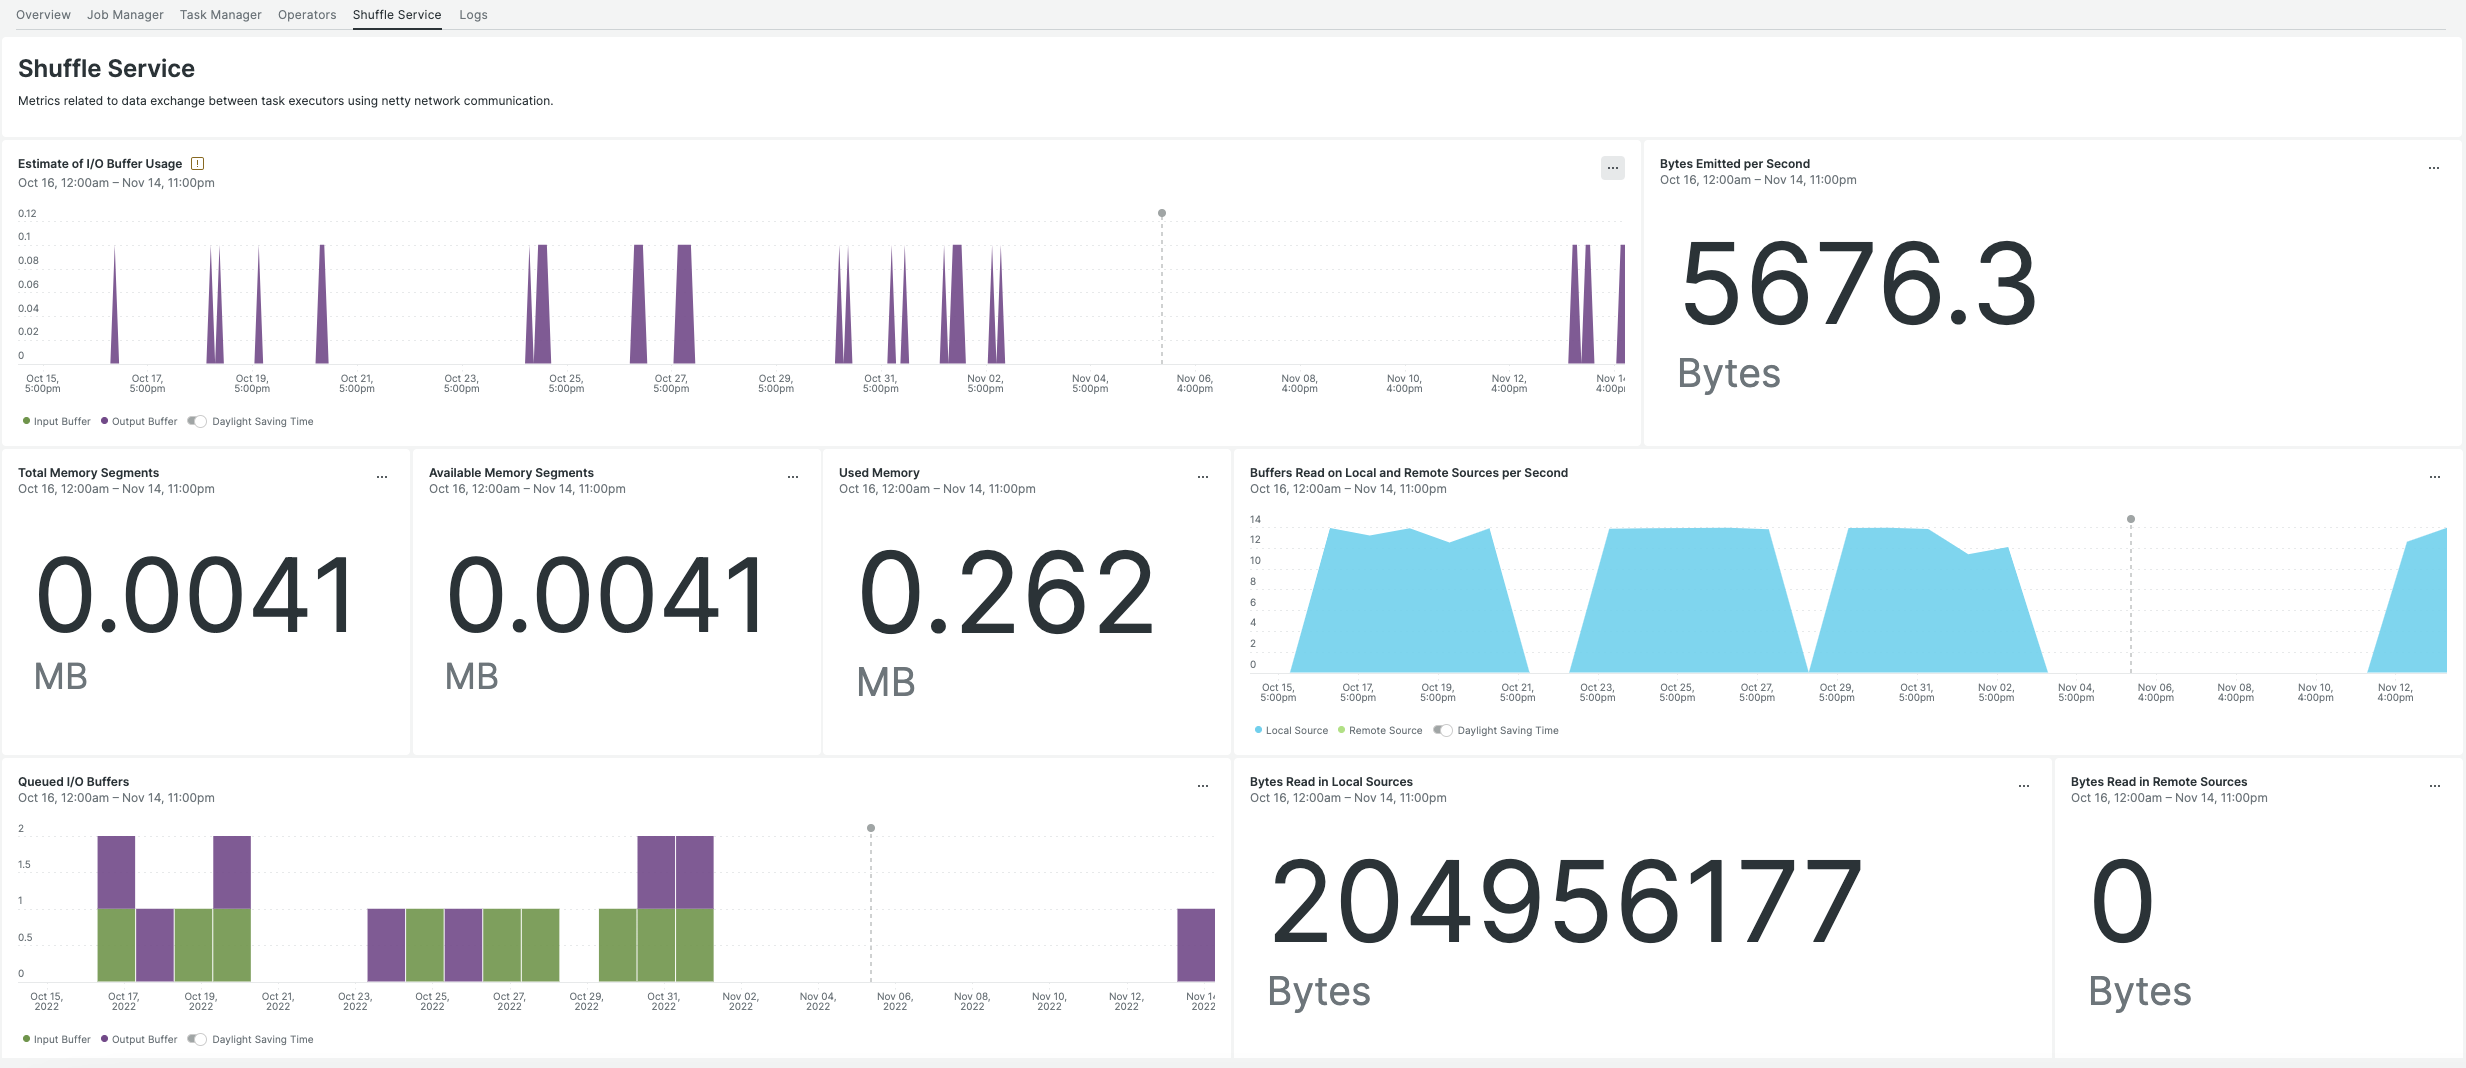 Overview Job Manager Task Manager Operators Shuffle Service Logs
Shuffle Service
Metrics related to data exchange between task executors using netty network communication.
Estimate of I/O Buffer Usage !
Oct 16, 12:00am – Nov 14, 11:00pm
...
0.12
0.1
0.08
0.06
0.04
0.02
0
Oct 15, Oct 17, Oct 19, Oct 21, Oct 23, Oct 25, Oct 27, Oct 29, Oct 31, Nov 02, Nov 04, Nov 06, Nov 08, Nov 10, Nov 12, Nov 14
5:00pm 5:00pm 5:00pm 5:00pm 5:00pm 5:00pm 5:00pm 5:00pm 5:00pm 5:00pm 5:00pm 4:00pm 4:00pm 4:00pm 4:00pm 4:00p
Input Buffer Output Buffer Daylight Saving Time
Bytes Emitted per Second
Oct 16, 12:00am – Nov 14, 11:00pm
...
5676.3
Bytes
Total Memory Segments
Oct 16, 12:00am – Nov 14, 11:00pm
...
0.0041
MB
Available Memory Segments
Oct 16, 12:00am – Nov 14, 11:00pm
...
0.0041
MB
Used Memory
Oct 16, 12:00am – Nov 14, 11:00pm
...
0.262
MB
Buffers Read on Local and Remote Sources per Second
Oct 16, 12:00am – Nov 14, 11:00pm
...
14
12
10
8
6
4
2
0
Oct 15, Oct 17, Oct 19, Oct 21, Oct 23, Oct 25, Oct 27, Oct 29, Oct 31, Nov 02, Nov 04, Nov 06, Nov 08, Nov 10, Nov 12,
5:00pm 5:00pm 5:00pm 5:00pm 5:00pm 5:00pm 5:00pm 5:00pm 5:00pm 5:00pm 5:00pm 4:00pm 4:00pm 4:00pm 4:00pm
Local Source Remote Source Daylight Saving Time
Queued I/O Buffers
Oct 16, 12:00am – Nov 14, 11:00pm
...
2
1.5
1
0.5
0
Oct 15, Oct 17, Oct 19, Oct 21, Oct 23, Oct 25, Oct 27, Oct 29, Oct 31, Nov 02, Nov 04, Nov 06, Nov 08, Nov 10, Nov 12, Nov 14
2022 2022 2022 2022 2022 2022 2022 2022 2022 2022 2022 2022 2022 2022 2022 2022
Input Buffer Output Buffer Daylight Saving Time
Bytes Read in Local Sources
Oct 16, 12:00am – Nov 14, 11:00pm
...
204956177
Bytes
Bytes Read in Remote Sources
Oct 16, 12:00am – Nov 14, 11:00pm
...
0
Bytes